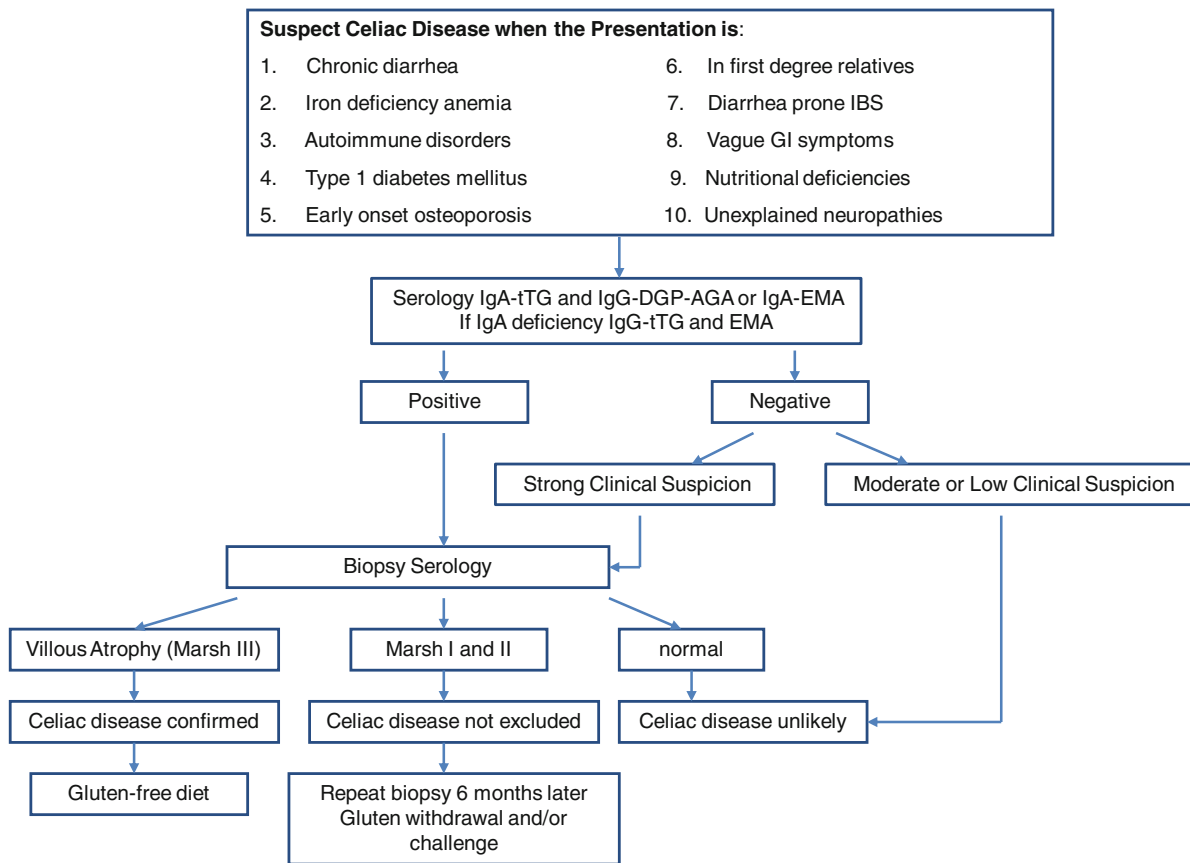 Suspect Celiac Disease when the Presentation is:
1. Chronic diarrhea
2. Iron deficiency anemia
3. Autoimmune disorders
4. Type 1 diabetes mellitus
5. Early onset osteoporosis
6. In first degree relatives
7. Diarrhea prone IBS
8. Vague GI symptoms
9. Nutritional deficiencies
10. Unexplained neuropathies
Serology IgA-tTG and IgG-DGP-AGA or IgA-EMA
If IgA deficiency IgG-tTG and EMA
Positive
Negative
Strong Clinical Suspicion
Moderate or Low Clinical Suspicion
Biopsy Serology
Villous Atrophy (Marsh III)
Marsh I and II
normal
Celiac disease confirmed
Celiac disease not excluded
Celiac disease unlikely
Gluten-free diet
Repeat biopsy 6 months later
Gluten withdrawal and/or
challenge